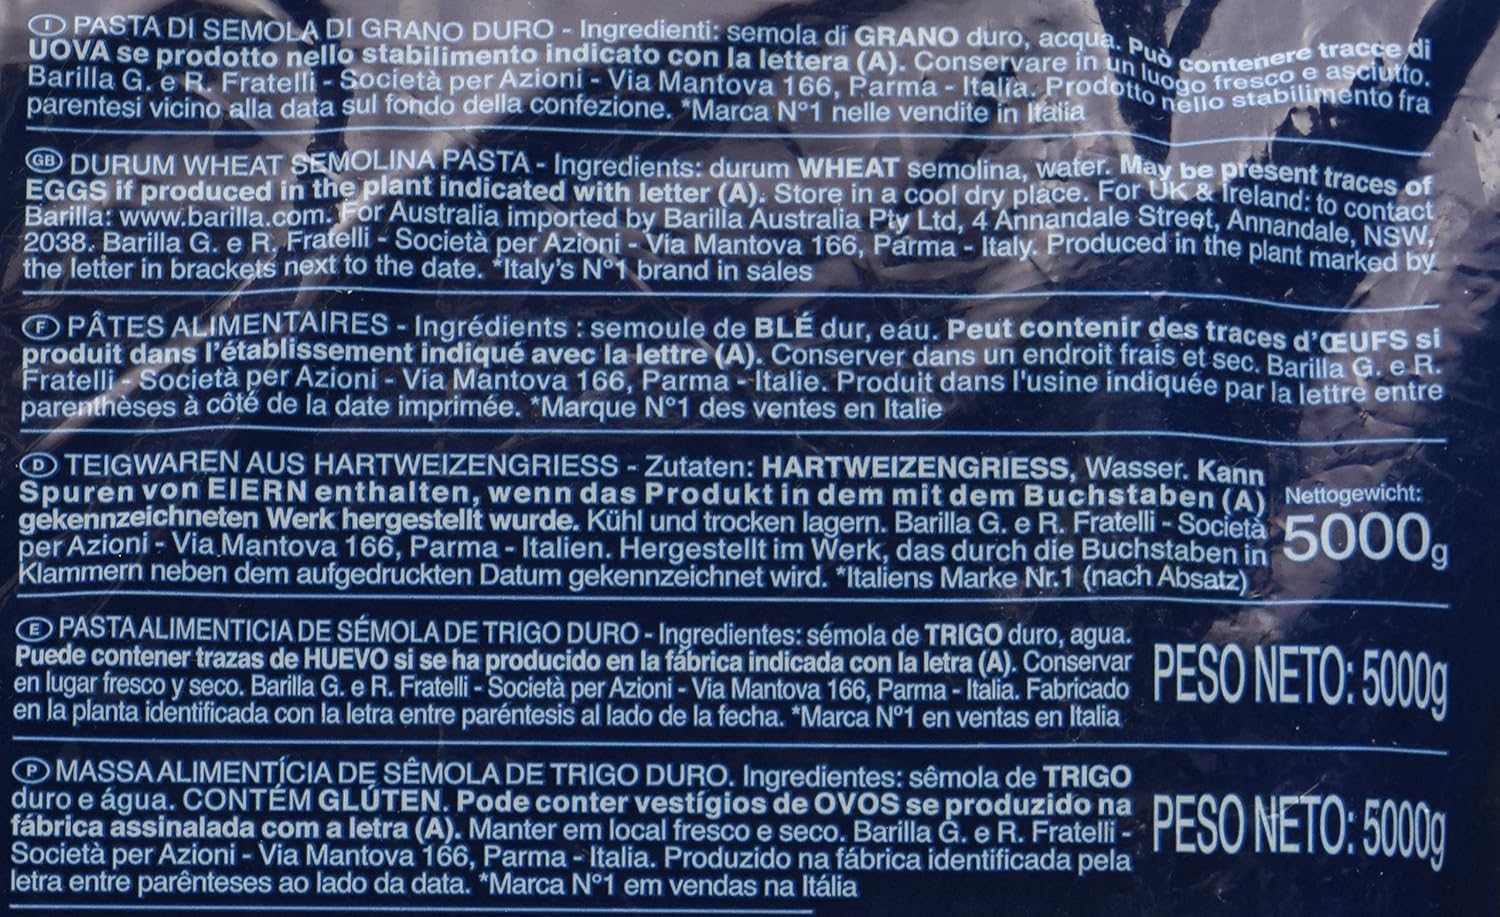 I PASTA DI SEMOLA DI GRANO DURO - Ingredienti: semola di GRANO duro, acqua. Può contenere tracce di
UOVA se prodotto nello stabilimento indicato con la lettera (A). Conservare in un luogo fresco e asciutto.
Barilla G. e R. Fratelli - Società per Azioni - Via Mantova 166, Parma - Italia. Prodotto nello stabilimento fra
parentesi vicino alla data sul fondo della confezione. *Marca N°1 nelle vendite in Italia
GB DURUM WHEAT SEMOLINA PASTA - Ingredients: durum WHEAT semolina, water. May be present traces of
EGGS if produced in the plant indicated with letter (A). Store in a cool dry place. For UK & Ireland: to contact
Barilla: www.barilla.com. For Australia imported by Barilla Australia Pty Ltd, 4 Annandale Street, Annandale, NSW,
2038. Barilla G. e R. Fratelli - Società per Azioni - Via Mantova 166, Parma - Italy. Produced in the plant marked by
the letter in brackets next to the date. *Italy's N°1 brand in sales
F PÂTES ALIMENTAIRES - Ingrédients : semoule de BLÉ dur, eau. Peut contenir des traces d'ŒUFS si
produit dans l'établissement indiqué avec la lettre (A). Conserver dans un endroit frais et sec. Barilla G. e R.
Fratelli - Società per Azioni - Via Mantova 166, Parma - Italie. Produit dans l'usine indiquée par la lettre entre
parenthèses à côté de la date imprimée. *Marque N°1 des ventes en Italie
D TEIGWAREN AUS HARTWEIZENGRIESS - Zutaten: HARTWEIZENGRIESS, Wasser. Kann
Spuren von EIERN enthalten, wenn das Produkt in dem mit dem Buchstaben (A)
gekennzeichneten Werk hergestellt wurde. Kühl und trocken lagern. Barilla G. e R. Fratelli - Società
per Azioni - Via Mantova 166, Parma - Italien. Hergestellt im Werk, das durch die Buchstaben in
Klammern neben dem aufgedruckten Datum gekennzeichnet wird. *Italiens Marke Nr.1 (nach Absatz)
Nettogewicht:
5000g
E PASTA ALIMENTICIA DE SÉMOLA DE TRIGO DURO - Ingredientes: sémola de TRIGO duro, agua.
Puede contener trazas de HUEVO si se ha producido en la fábrica indicada con la letra (A). Conservar
en lugar fresco y seco. Barilla G. e R. Fratelli - Società per Azioni - Via Mantova 166, Parma - Italia. Fabricado
en la planta identificada con la letra entre paréntesis al lado de la fecha. *Marca Nº1 en ventas en Italia
PESO NETO: 5000g
P MASSA ALIMENTÍCIA DE SÊMOLA DE TRIGO DURO. Ingredientes: sêmola de TRIGO
duro e água. CONTÉM GLÚTEN. Pode conter vestígios de OVOS se produzido na
fábrica assinalada com a letra (A). Manter em local fresco e seco. Barilla G. e R. Fratelli -
Società per Azioni - Via Mantova 166, Parma - Italia. Produzido na fábrica identificada pela
letra entre parênteses ao lado da data. *Marca N°1 em vendas na Itália
PESO NETO: 5000g